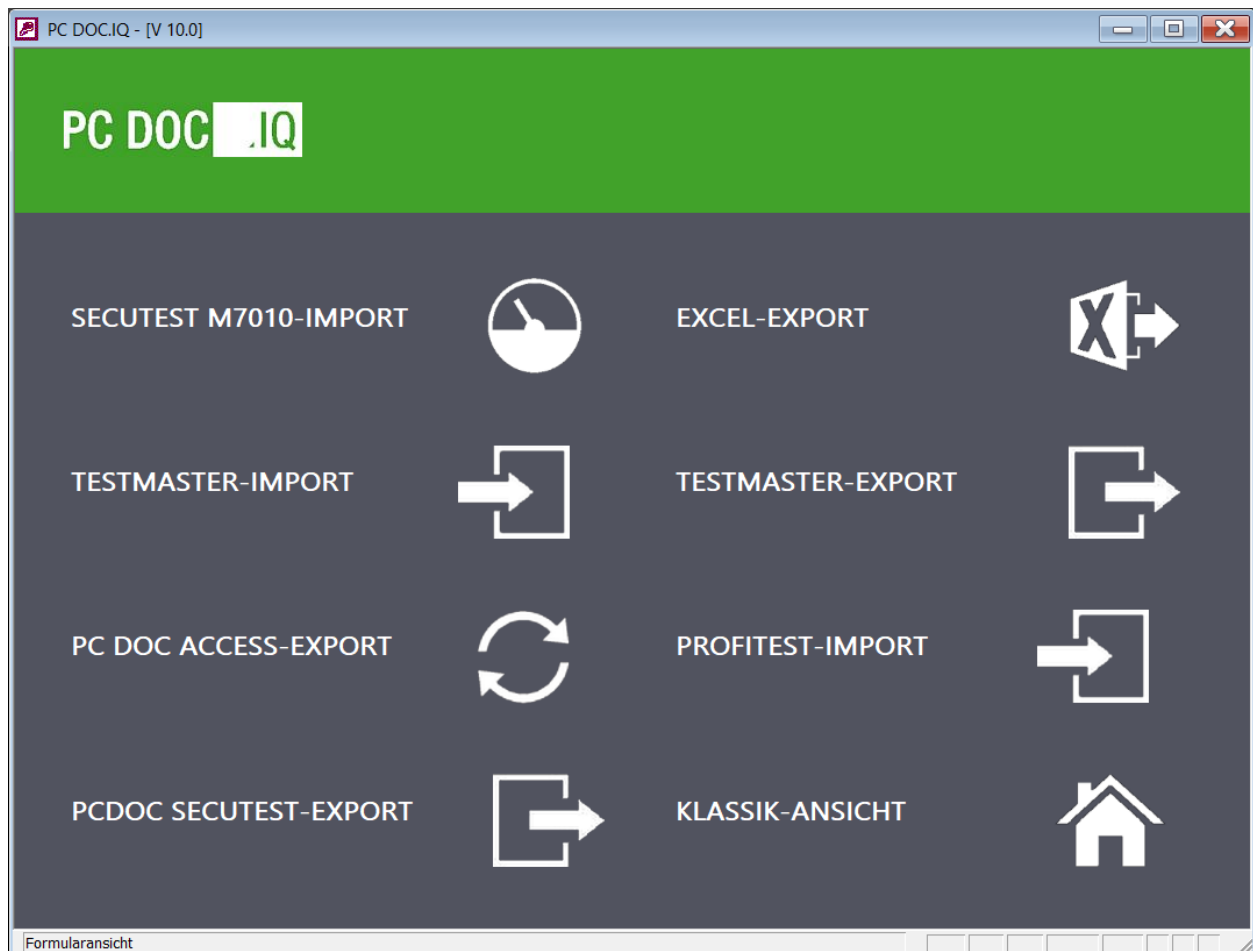 PC DOC.IQ - [V 10.0]
PC DOC .IQ
SECUTEST M7010-IMPORT
EXCEL-EXPORT
TESTMASTER-IMPORT
TESTMASTER-EXPORT
PC DOC ACCESS-EXPORT
PROFITEST-IMPORT
PCDOC SECUTEST-EXPORT
KLASSIK-ANSICHT
Formularansicht